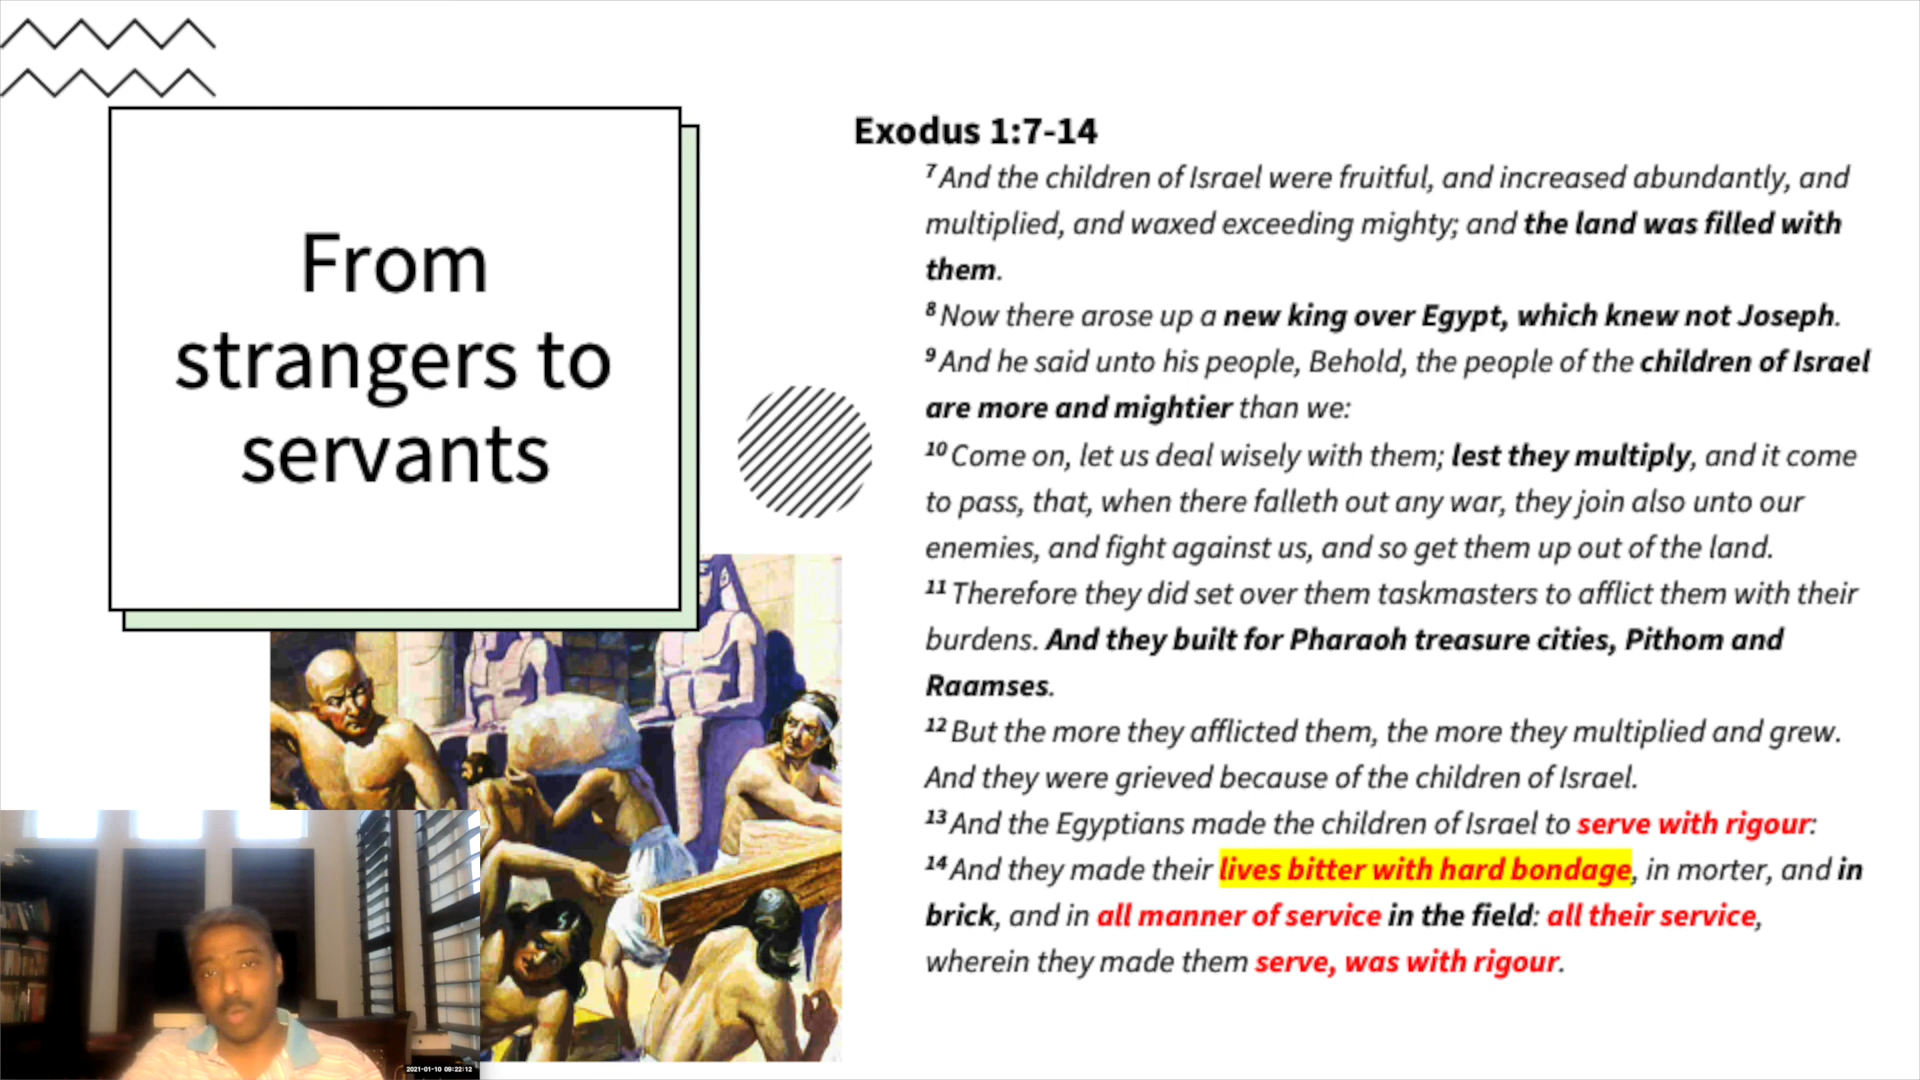 From
strangers to
servants
Exodus 1:7-14
7 And the children of Israel were fruitful, and increased abundantly, and
multiplied, and waxed exceeding mighty; and the land was filled with
them.
8 Now there arose up a new king over Egypt, which knew not Joseph.
9 And he said unto his people, Behold, the people of the children of Israel
are more and mightier than we:
10 Come on, let us deal wisely with them; lest they multiply, and it come
to pass, that, when there falleth out any war, they join also unto our
enemies, and fight against us, and so get them up out of the land.
11 Therefore they did set over them taskmasters to afflict them with their
burdens. And they built for Pharaoh treasure cities, Pithom and
Raamses.
12 But the more they afflicted them, the more they multiplied and grew.
And they were grieved because of the children of Israel.
13 And the Egyptians made the children of Israel to serve with rigour:
14 And they made their lives bitter with hard bondage, in morter, and in
brick, and in all manner of service in the field: all their service,
wherein they made them serve, was with rigour.
2021-01-10 09:22:12